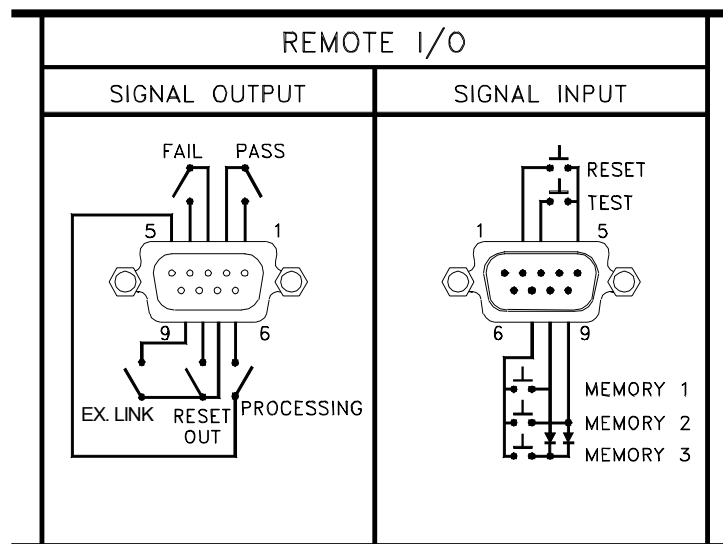 REMOTE I/O
SIGNAL OUTPUT
SIGNAL INPUT
FAIL PASS
5 1
9 6
EX. LINK RESET OUT PROCESSING
RESET
TEST
1 5
6 9
MEMORY 1
MEMORY 2
MEMORY 3